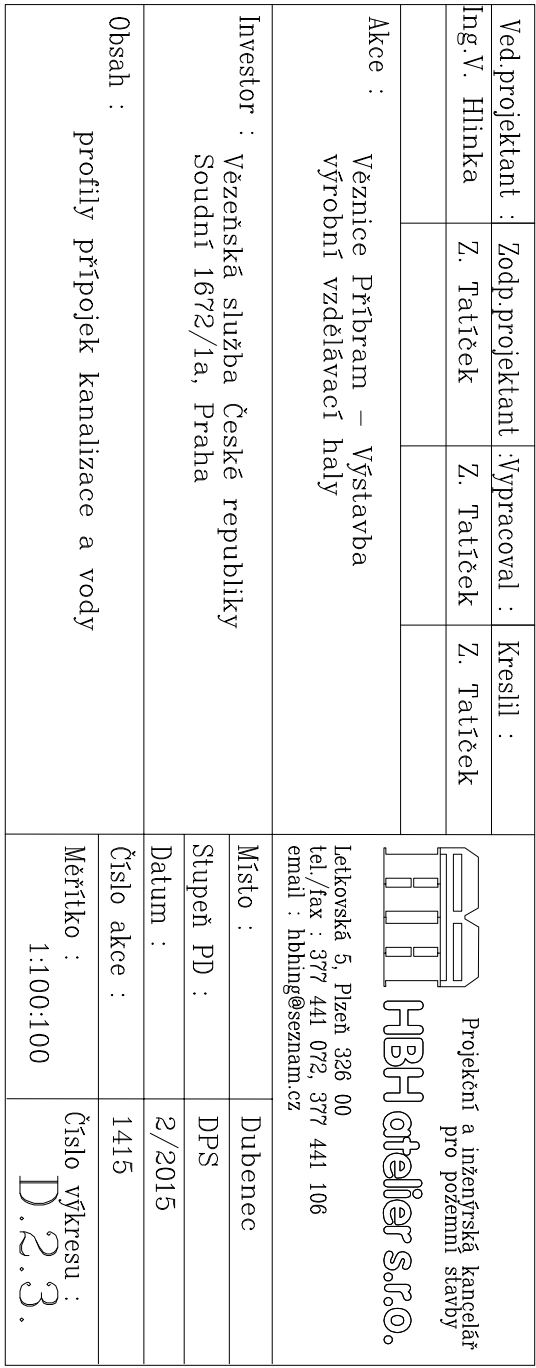 Ved.projektant : Zodp.projektant :Vypracoval : Kreslil :
Ing.V. Hlinka Z. Tatíček Z. Tatíček Z. Tatíček
Akce : Věznice Příbram – Výstavba
výrobní vzdělávací haly
Investor : Vězeňská služba České republiky
Soudní 1672/1a, Praha
Obsah :
profily přípojek kanalizace a vody
Projekční a inženýrská kancelář
pro pozemní stavby
HBH atelier s.r.o.
Letkovská 5, Plzeň 326 00
tel./fax : 377 441 072, 377 441 106
email : hbhing@seznam.cz
Místo : Dubenec
Stupeň PD : DPS
Datum : 2/2015
Číslo akce : 1415
Měřítko :
1:100:100
Číslo výkresu :
D.2.3.